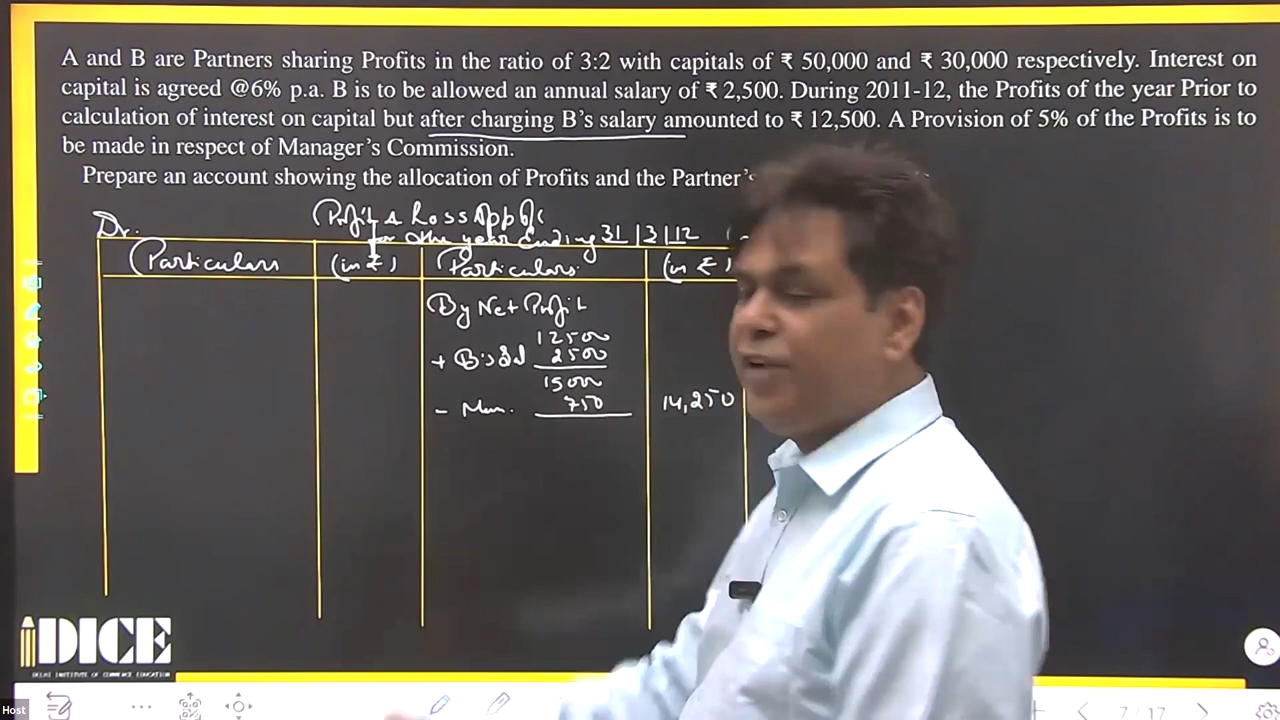 A and B are Partners sharing Profits in the ratio of 3:2 with capitals of ₹ 50,000 and ₹ 30,000 respectively. Interest on
capital is agreed @6% p.a. B is to be allowed an annual salary of ₹ 2,500. During 2011-12, the Profits of the year Prior to
calculation of interest on capital but after charging B's salary amounted to ₹ 12,500. A Provision of 5% of the Profits is to
be made in respect of Manager's Commission.
Prepare an account showing the allocation of Profits and the Partner's
Dr. Profit & Loss App A/c
for the year Ending 31/3/12
Particulars (in ₹) Particulars (in ₹)
By Net Profit
12500
+ B's Sal 2500
15000
- Man. 750 14,250
DICE
DELHI INSTITUTE OF COMMERCE EDUCATION
Host
7 / 17